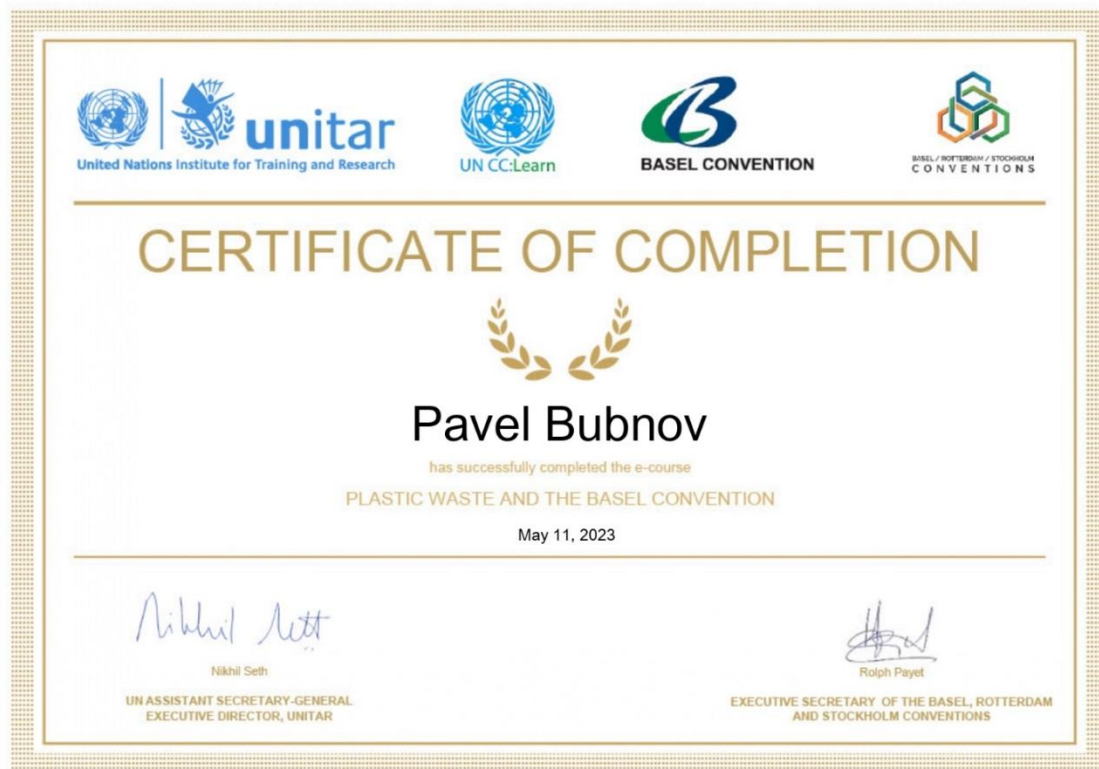 unitar
United Nations Institute for Training and Research
UN CC:Learn
BASEL CONVENTION
BASEL / ROTTERDAM / STOCKHOLM
CONVENTIONS
CERTIFICATE OF COMPLETION
Pavel Bubnov
has successfully completed the e-course
PLASTIC WASTE AND THE BASEL CONVENTION
May 11, 2023
Nikhil Seth
Nikhil Seth
UN ASSISTANT SECRETARY-GENERAL
EXECUTIVE DIRECTOR, UNITAR
Rolph Payet
EXECUTIVE SECRETARY OF THE BASEL, ROTTERDAM
AND STOCKHOLM CONVENTIONS